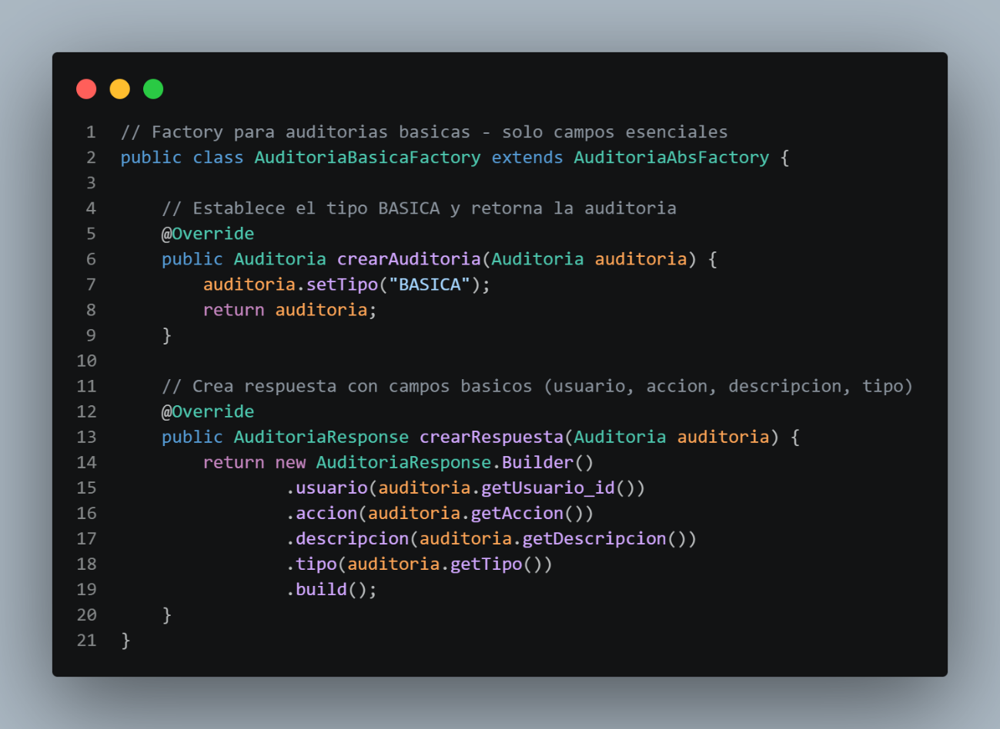 1 // Factory para auditorias basicas - solo campos esenciales
2 public class AuditoriaBasicaFactory extends AuditoriaAbsFactory {
3
4     // Establece el tipo BASICA y retorna la auditoria
5     @Override
6     public Auditoria crearAuditoria(Auditoria auditoria) {
7         auditoria.setTipo("BASICA");
8         return auditoria;
9     }
10
11     // Crea respuesta con campos basicos (usuario, accion, descripcion, tipo)
12     @Override
13     public AuditoriaResponse crearRespuesta(Auditoria auditoria) {
14         return new AuditoriaResponse.Builder()
15                 .usuario(auditoria.getUsuario_id())
16                 .accion(auditoria.getAccion())
17                 .descripcion(auditoria.getDescripcion())
18                 .tipo(auditoria.getTipo())
19                 .build();
20     }
21 }